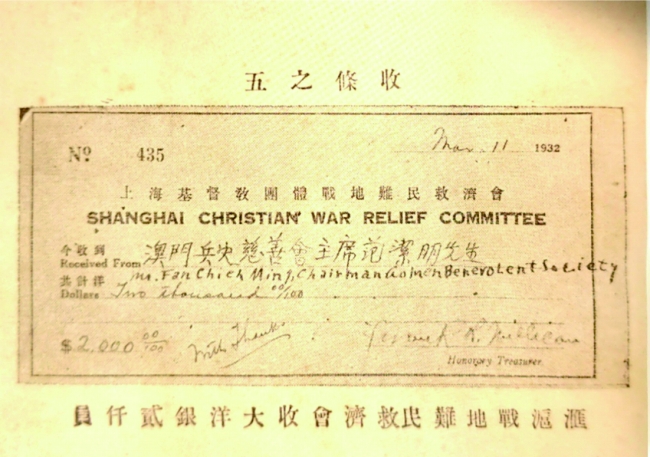 收條之五
Nº 435
Mar. 11 1932
上海基督教團體戰地難民救濟會
SHANGHAI CHRISTIAN WAR RELIEF COMMITTEE
今收到 澳門兵史慈善會主席范潔朋先生
Received From Mr. Fan Chieh Ming, Chairman Aomen Benevolent Society
共計洋
Dollars Two thousand 00/100
$ 2,000 00/100 With Thanks
Honorary Treasurer
滙滬戰地難民救濟會收大洋銀貳仟員